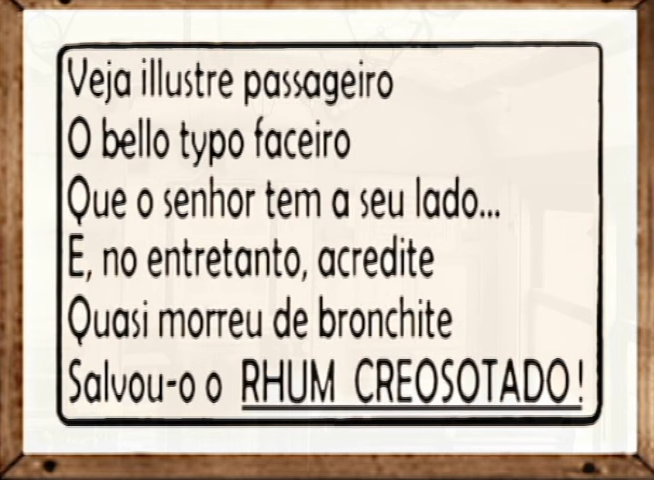 Veja illustre passageiro
O bello typo faceiro
Que o senhor tem a seu lado...
E, no entretanto, acredite
Quasi morreu de bronchite
Salvou-o o RHUM CREOSOTADO!